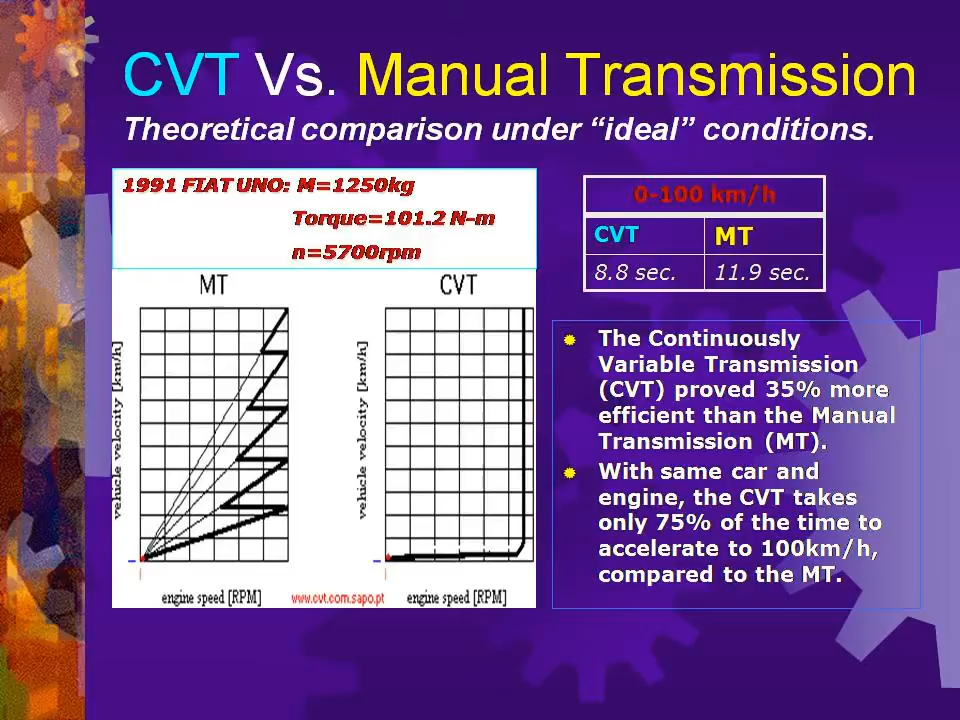 CVT Vs. Manual Transmission
Theoretical comparison under “ideal” conditions.
1991 FIAT UNO: M=1250kg
Torque=101.2 N-m
n=5700rpm
0-100 km/h
CVT MT
8.8 sec. 11.9 sec.
MT CVT
vehicle velocity [km/h]
vehicle velocity [km/h]
engine speed [RPM] www.cvt.com.sapo.pt engine speed [RPM]
The Continuously
Variable Transmission
(CVT) proved 35% more
efficient than the Manual
Transmission (MT).
With same car and
engine, the CVT takes
only 75% of the time to
accelerate to 100km/h,
compared to the MT.